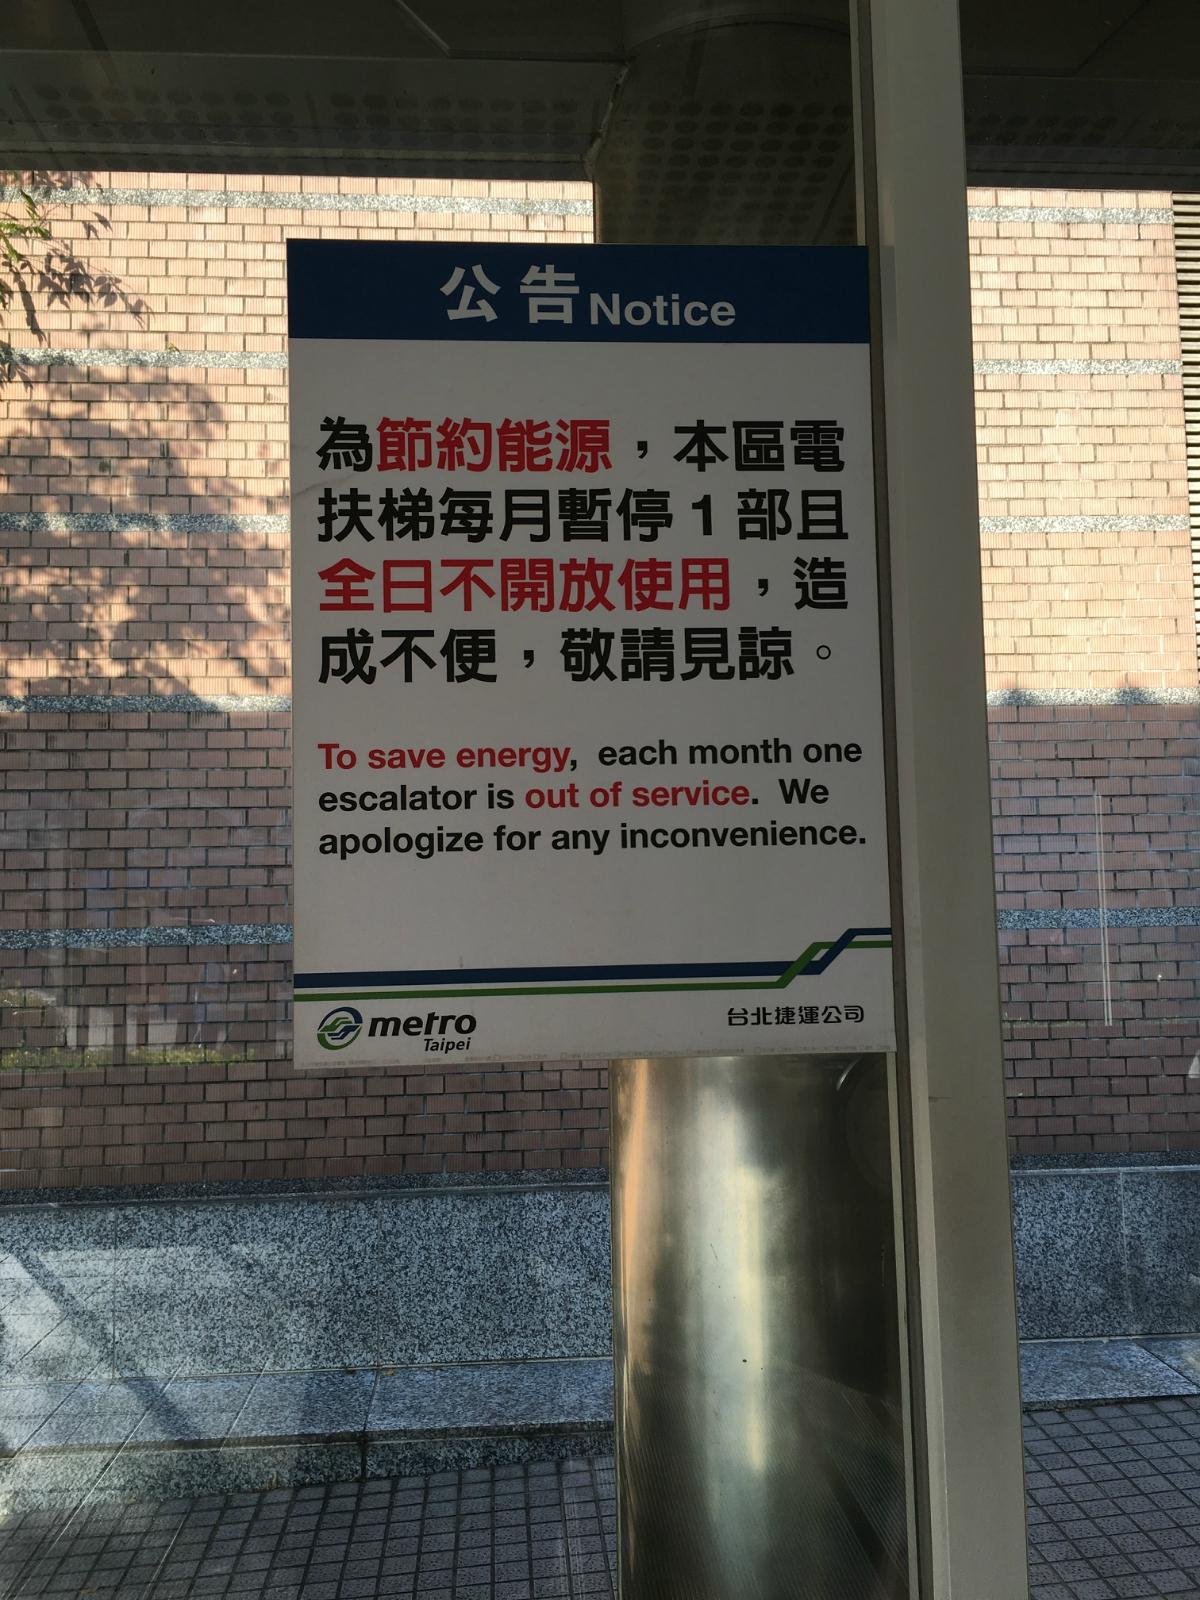 公告 Notice
為節約能源，本區電
扶梯每月暫停1部且
全日不開放使用，造
成不便，敬請見諒。
To save energy, each month one
escalator is out of service. We
apologize for any inconvenience.
metro
Taipei
台北捷運公司